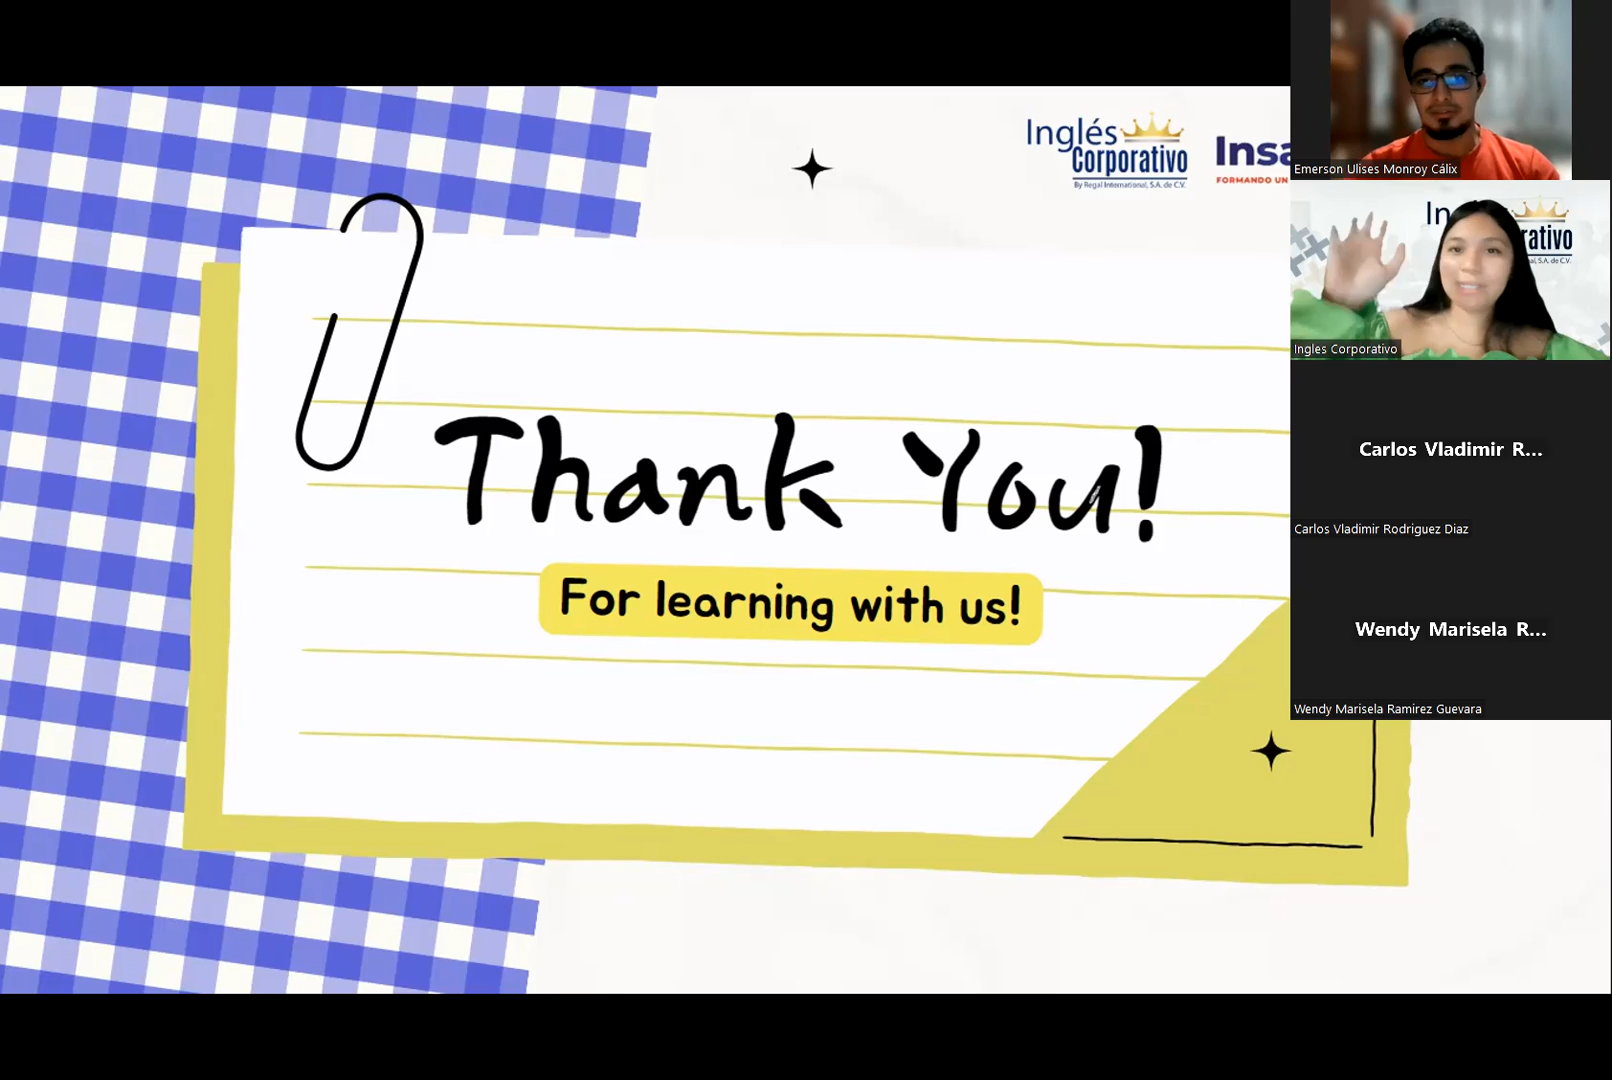 Inglés
Corporativo
By Regal International, S.A. de C.V.
FORMANDO UN
Thank You!
For learning with us!
Emerson Ulises Monroy Cálix
Ingles Corporativo
Carlos Vladimir R...
Carlos Vladimir Rodriguez Diaz
Wendy Marisela R...
Wendy Marisela Ramirez Guevara